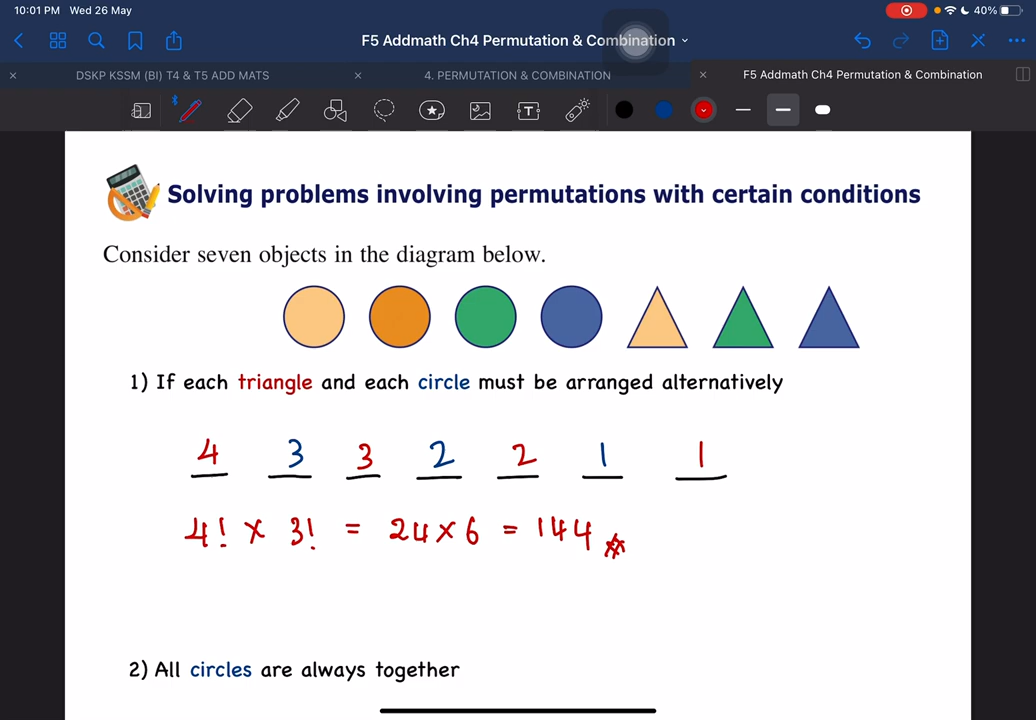 10:01 PM Wed 26 May
40%
F5 Addmath Ch4 Permutation & Combination
DSKP KSSM (BI) T4 & T5 ADD MATS
4. PERMUTATION & COMBINATION
F5 Addmath Ch4 Permutation & Combination
T
Solving problems involving permutations with certain conditions
Consider seven objects in the diagram below.
1) If each triangle and each circle must be arranged alternatively
4 3 3 2 2 1 1
4! × 3! = 24 × 6 = 144
2) All circles are always together